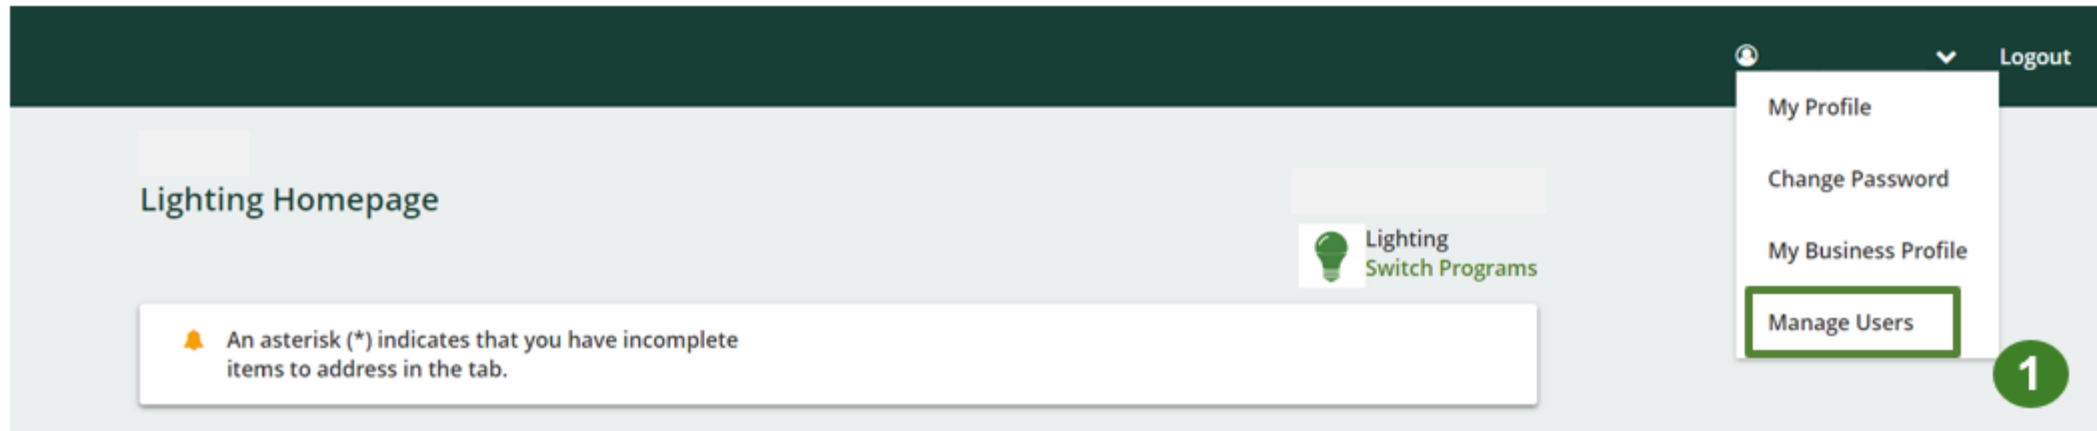 Logout
My Profile
Change Password
My Business Profile
Manage Users
1
Lighting Homepage
Lighting
Switch Programs
An asterisk (*) indicates that you have incomplete
items to address in the tab.